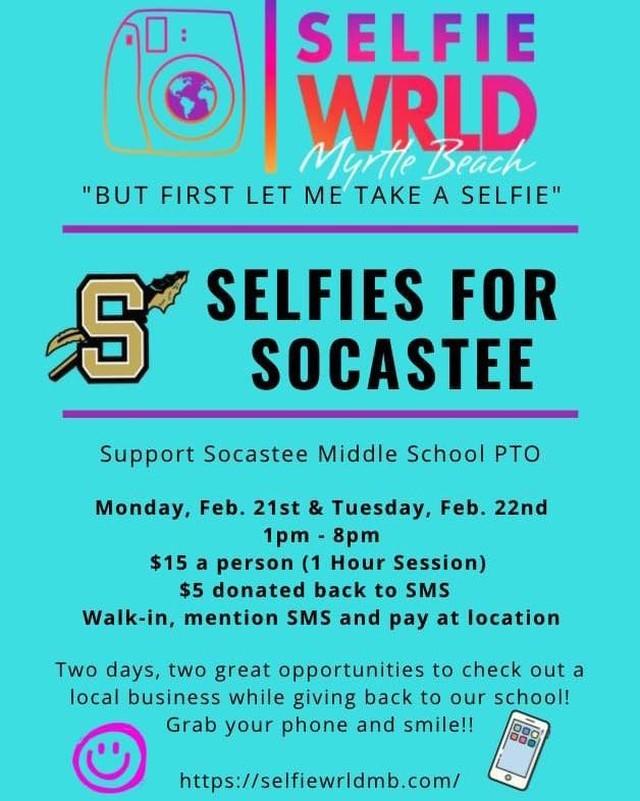 SELFIE
WRLD
Myrtle Beach
"BUT FIRST LET ME TAKE A SELFIE"
S
SELFIES FOR
SOCASTEE
Support Socastee Middle School PTO
Monday, Feb. 21st & Tuesday, Feb. 22nd
1pm - 8pm
$15 a person (1 Hour Session)
$5 donated back to SMS
Walk-in, mention SMS and pay at location
Two days, two great opportunities to check out a
local business while giving back to our school!
Grab your phone and smile!!
https://selfiewrldmb.com/